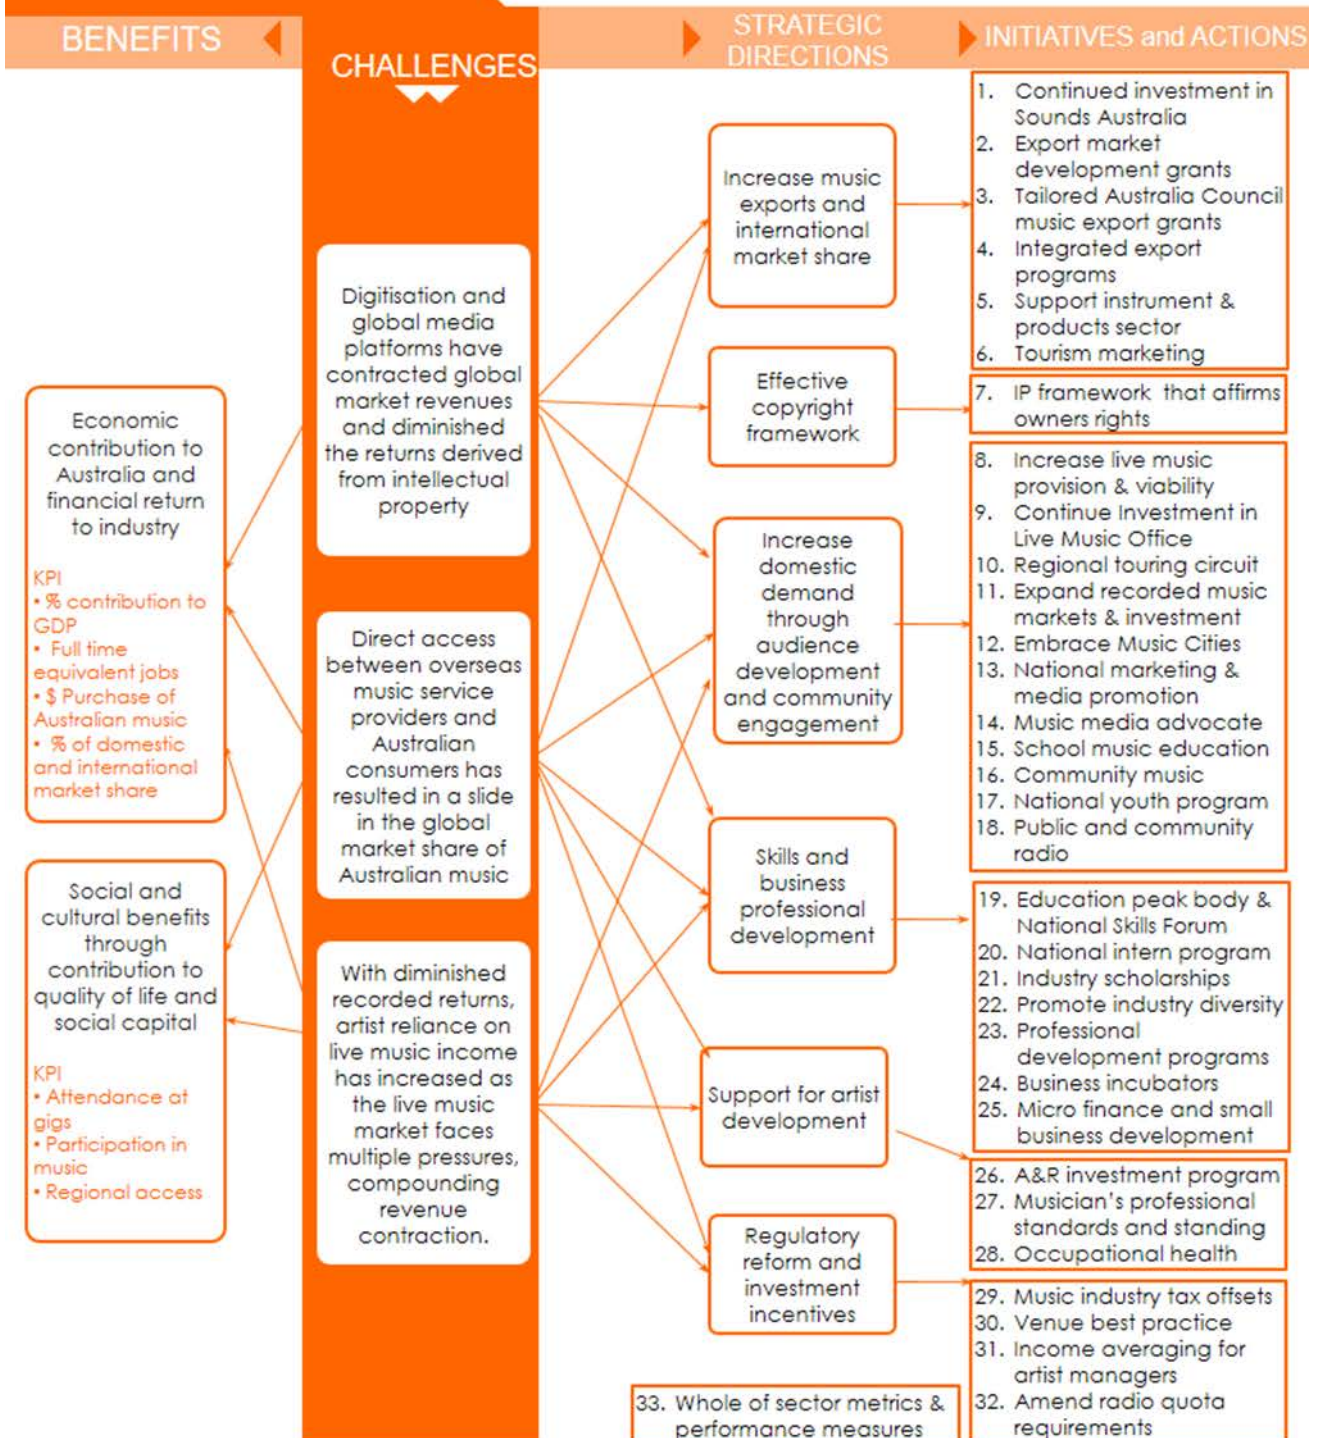 BENEFITS
CHALLENGES
STRATEGIC
DIRECTIONS
INITIATIVES and ACTIONS
Economic
contribution to
Australia and
financial return
to industry
KPI
• % contribution to
GDP
• Full time
equivalent jobs
• $ Purchase of
Australian music
• % of domestic
and international
market share
Social and
cultural benefits
through
contribution to
quality of life and
social capital
KPI
• Attendance at
gigs
• Participation in
music
• Regional access
Digitisation and
global media
platforms have
contracted global
market revenues
and diminished
the returns derived
from intellectual
property
Direct access
between overseas
music service
providers and
Australian
consumers has
resulted in a slide
in the global
market share of
Australian music
With diminished
recorded returns,
artist reliance on
live music income
has increased as
the live music
market faces
multiple pressures,
compounding
revenue
contraction.
Increase music
exports and
international
market share
Effective
copyright
framework
Increase
domestic
demand
through
audience
development
and community
engagement
Skills and
business
professional
development
Support for artist
development
Regulatory
reform and
investment
incentives
1. Continued investment in
Sounds Australia
2. Export market
development grants
3. Tailored Australia Council
music export grants
4. Integrated export
programs
5. Support instrument &
products sector
6. Tourism marketing
7. IP framework that affirms
owners rights
8. Increase live music
provision & viability
9. Continue Investment in
Live Music Office
10. Regional touring circuit
11. Expand recorded music
markets & investment
12. Embrace Music Cities
13. National marketing &
media promotion
14. Music media advocate
15. School music education
16. Community music
17. National youth program
18. Public and community
radio
19. Education peak body &
National Skills Forum
20. National intern program
21. Industry scholarships
22. Promote industry diversity
23. Professional
development programs
24. Business incubators
25. Micro finance and small
business development
26. A&R investment program
27. Musician's professional
standards and standing
28. Occupational health
29. Music industry tax offsets
30. Venue best practice
31. Income averaging for
artist managers
32. Amend radio quota
requirements
33. Whole of sector metrics &
performance measures